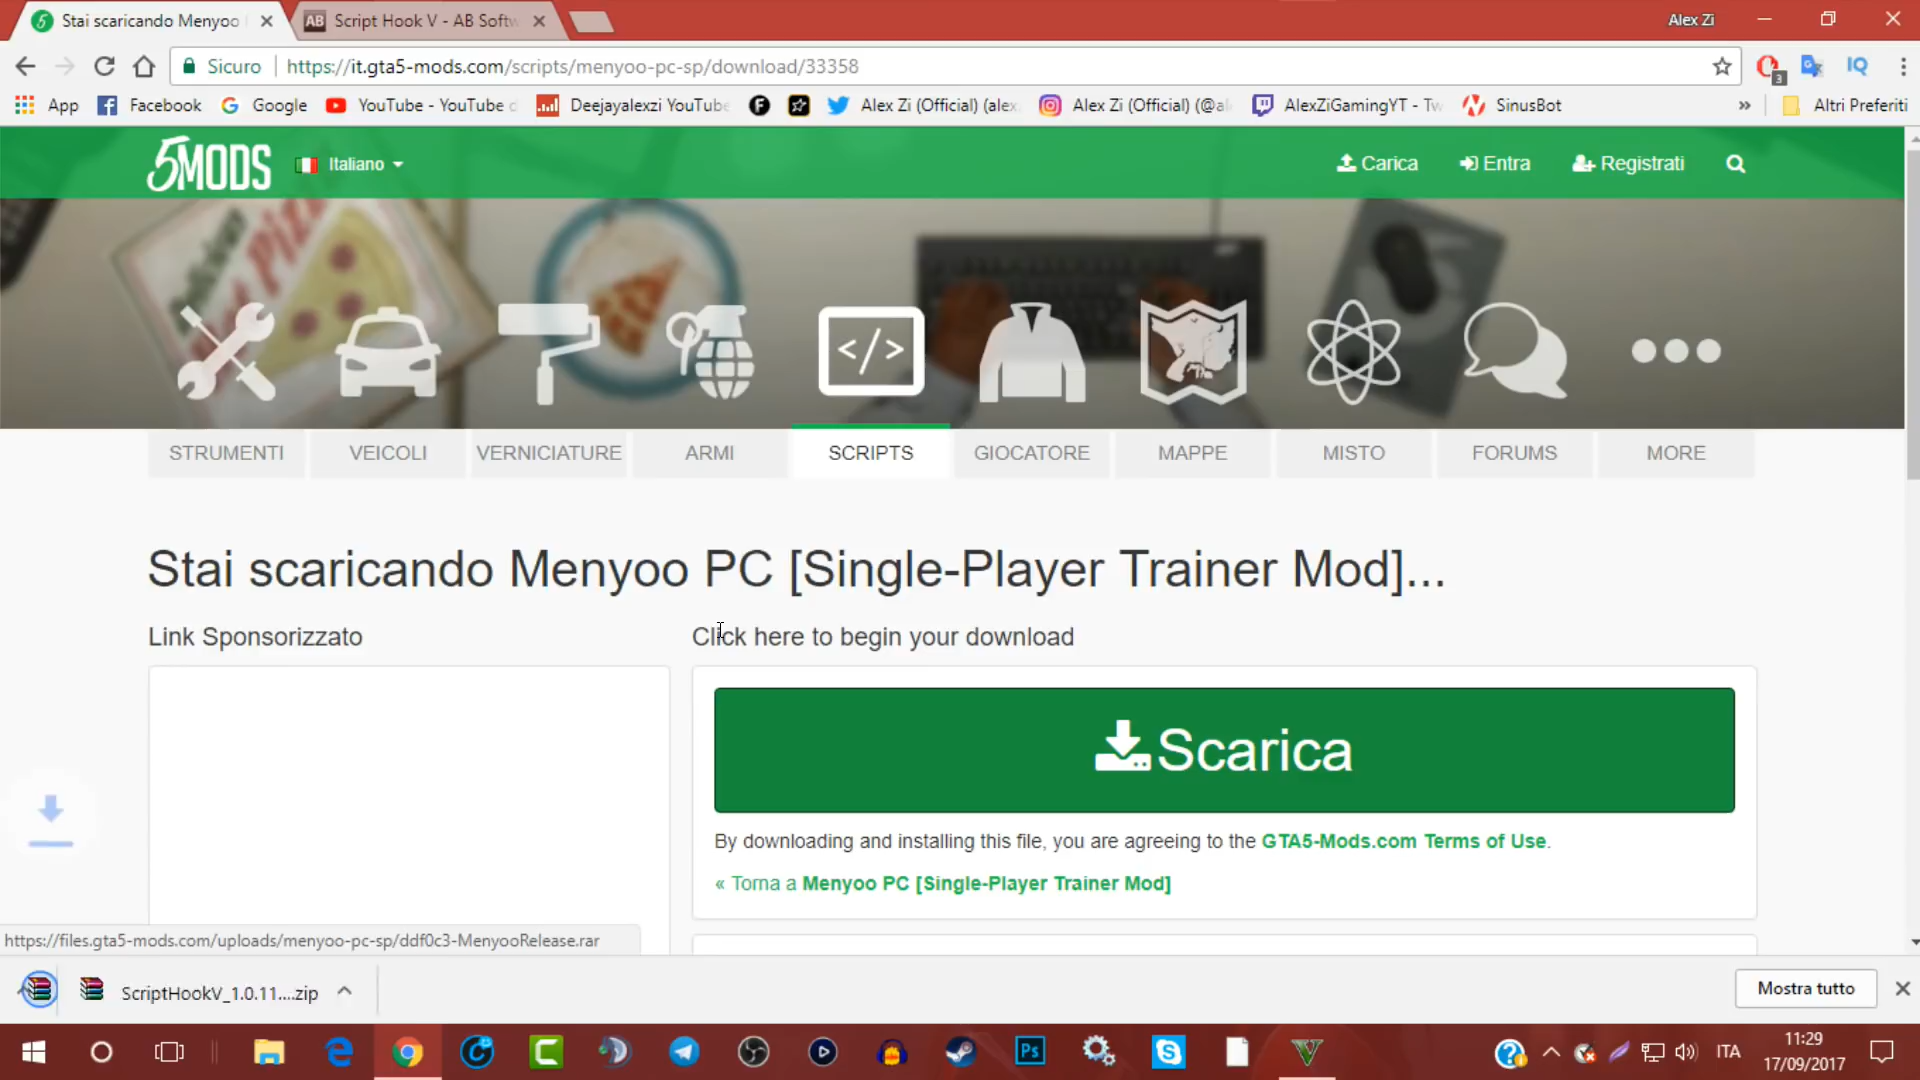 Stai scaricando Menyoo
Script Hook V - AB Softw
Alex Zi
Sicuro
https://it.gta5-mods.com/scripts/menyoo-pc-sp/download/33358
3
IQ
App
Facebook
Google
YouTube - YouTube d
Deejayalexzi YouTube
Alex Zi (Official) (alex
Alex Zi (Official) (@al
AlexZiGamingYT - Tw
SinusBot
»
Altri Preferiti
5MODS
Italiano
Carica
Entra
Registrati
</>
STRUMENTI
VEICOLI
VERNICIATURE
ARMI
SCRIPTS
GIOCATORE
MAPPE
MISTO
FORUMS
MORE
Stai scaricando Menyoo PC [Single-Player Trainer Mod]...
Link Sponsorizzato
Click here to begin your download
Scarica
By downloading and installing this file, you are agreeing to the GTA5-Mods.com Terms of Use.
« Torna a Menyoo PC [Single-Player Trainer Mod]
https://files.gta5-mods.com/uploads/menyoo-pc-sp/ddf0c3-MenyooRelease.rar
ScriptHookV_1.0.11....zip
Mostra tutto
Ps
ITA
11:29
17/09/2017